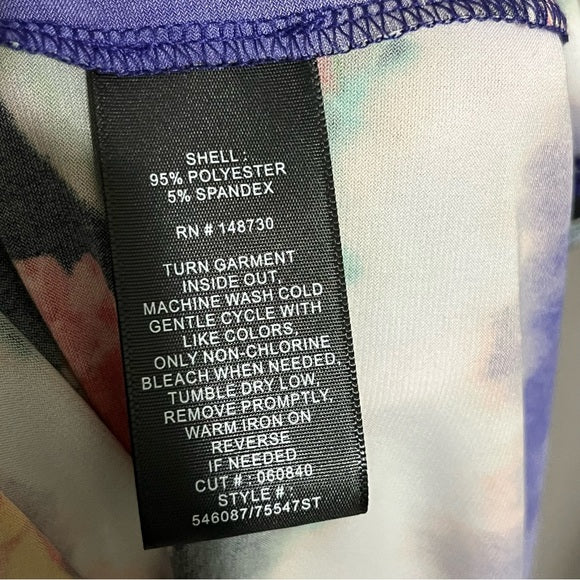 SHELL :
95% POLYESTER
5% SPANDEX
RN # 148730
TURN GARMENT
INSIDE OUT,
MACHINE WASH COLD
GENTLE CYCLE WITH
LIKE COLORS,
ONLY NON-CHLORINE
BLEACH WHEN NEEDED,
TUMBLE DRY LOW,
REMOVE PROMPTLY,
WARM IRON ON
REVERSE
IF NEEDED
CUT # : 060840
STYLE # :
546087/75547ST